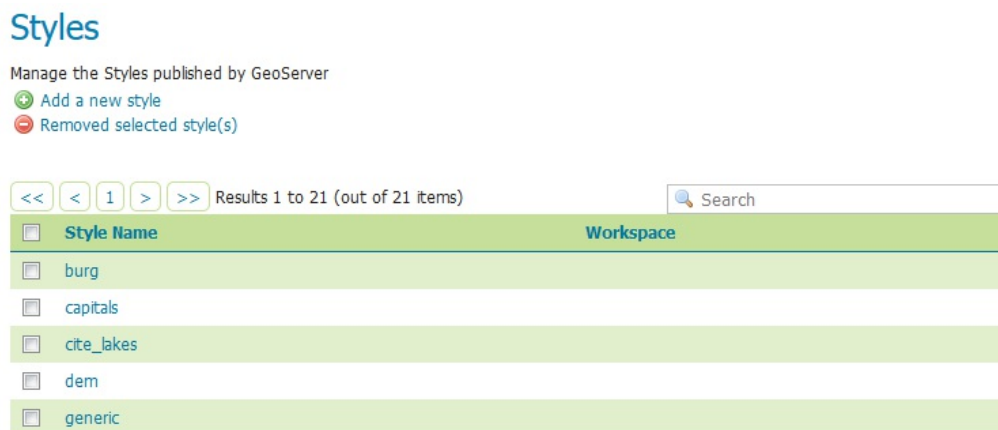 Styles
Manage the Styles published by GeoServer
Add a new style
Removed selected style(s)
<< < 1 > >> Results 1 to 21 (out of 21 items) Search
Style Name Workspace
burg
capitals
cite_lakes
dem
generic